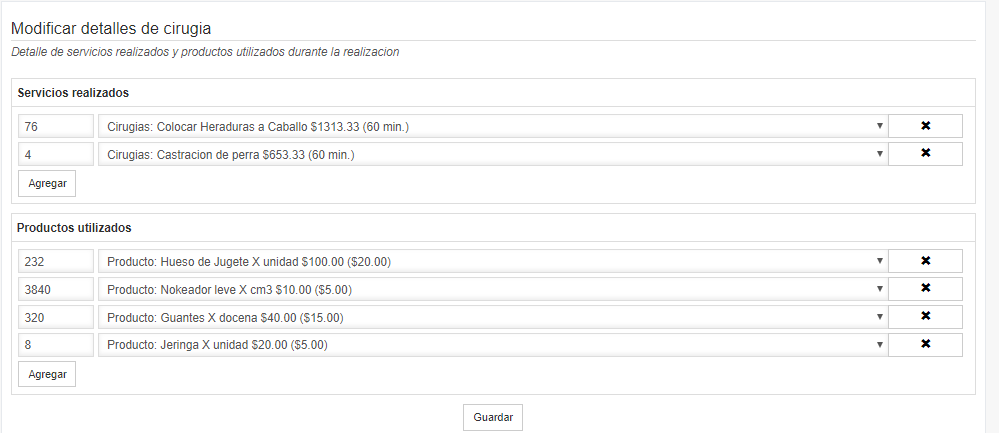 Modificar detalles de cirugia
Detalle de servicios realizados y productos utilizados durante la realizacion
Servicios realizados
76 Cirugias: Colocar Heraduras a Caballo $1313.33 (60 min.)
4 Cirugias: Castracion de perra $653.33 (60 min.)
Agregar
Productos utilizados
232 Producto: Hueso de Jugete X unidad $100.00 ($20.00)
3840 Producto: Nokeador leve X cm3 $10.00 ($5.00)
320 Producto: Guantes X docena $40.00 ($15.00)
8 Producto: Jeringa X unidad $20.00 ($5.00)
Agregar
Guardar